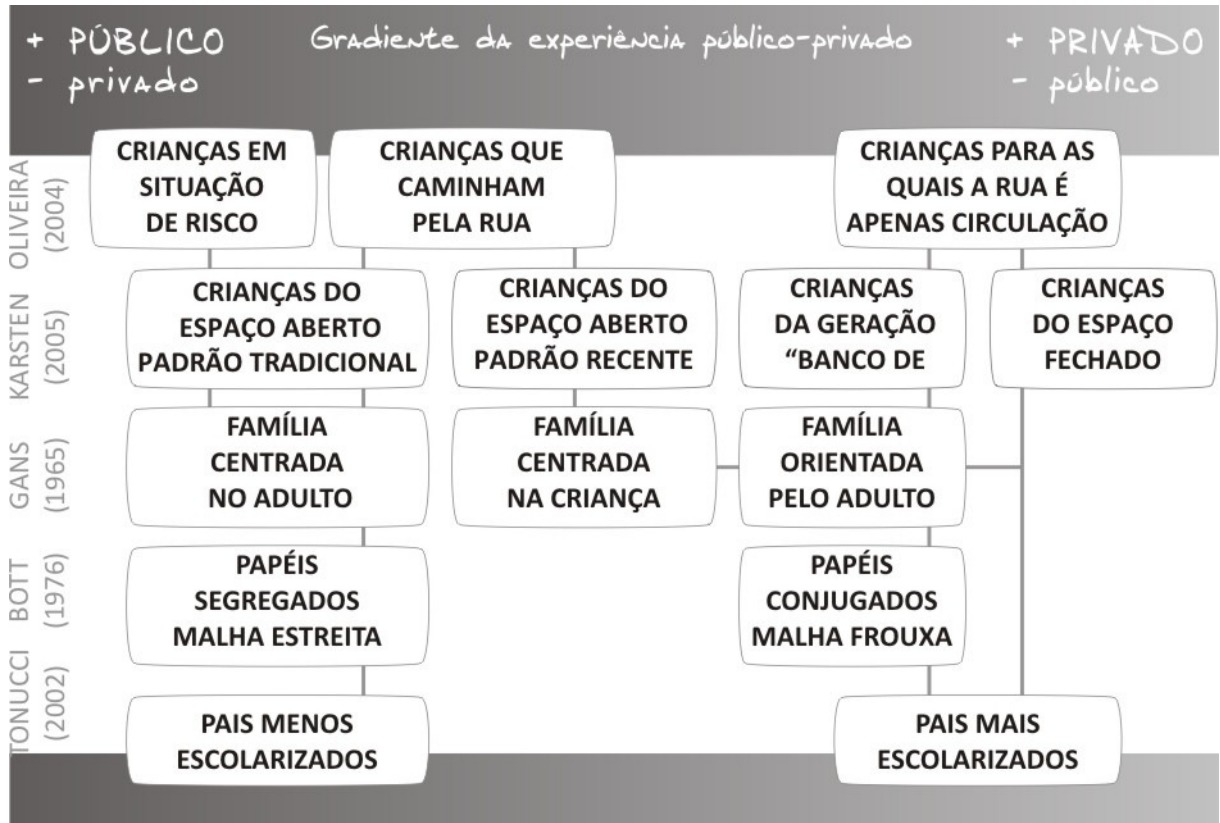 + PÚBLICO
- privado
Gradiente da experiência público-privado
+ PRIVADO
- público
OLIVEIRA
(2004)
CRIANÇAS EM
SITUAÇÃO
DE RISCO
CRIANÇAS QUE
CAMINHAM
PELA RUA
CRIANÇAS PARA AS
QUAIS A RUA É
APENAS CIRCULAÇÃO
KARSTEN
(2005)
CRIANÇAS DO
ESPAÇO ABERTO
PADRÃO TRADICIONAL
CRIANÇAS DO
ESPAÇO ABERTO
PADRÃO RECENTE
CRIANÇAS
DA GERAÇÃO
“BANCO DE
CRIANÇAS
DO ESPAÇO
FECHADO
GANS
(1965)
FAMÍLIA
CENTRADA
NO ADULTO
FAMÍLIA
CENTRADA
NA CRIANÇA
FAMÍLIA
ORIENTADA
PELO ADULTO
BOTT
(1976)
PAPÉIS
SEGREGADOS
MALHA ESTREITA
PAPÉIS
CONJUGADOS
MALHA FROUXA
TONUCCI
(2002)
PAIS MENOS
ESCOLARIZADOS
PAIS MAIS
ESCOLARIZADOS